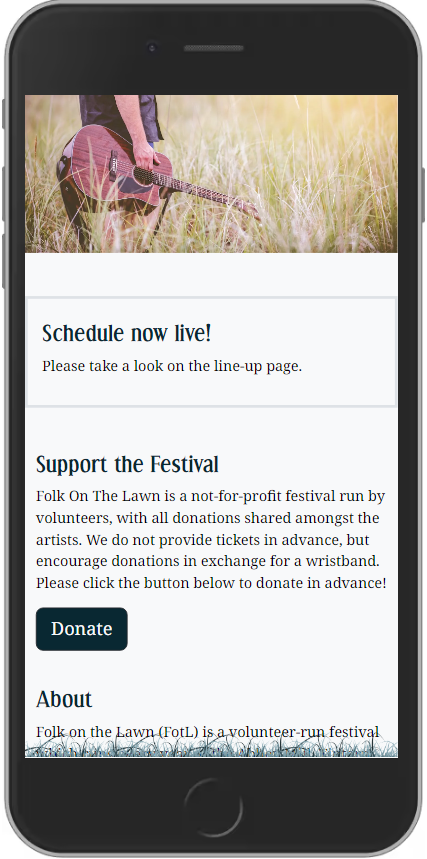 Schedule now live!
Please take a look on the line-up page.
Support the Festival
Folk On The Lawn is a not-for-profit festival run by
volunteers, with all donations shared amongst the
artists. We do not provide tickets in advance, but
encourage donations in exchange for a wristband.
Please click the button below to donate in advance!
Donate
About
Folk on the Lawn (FotL) is a volunteer-run festival